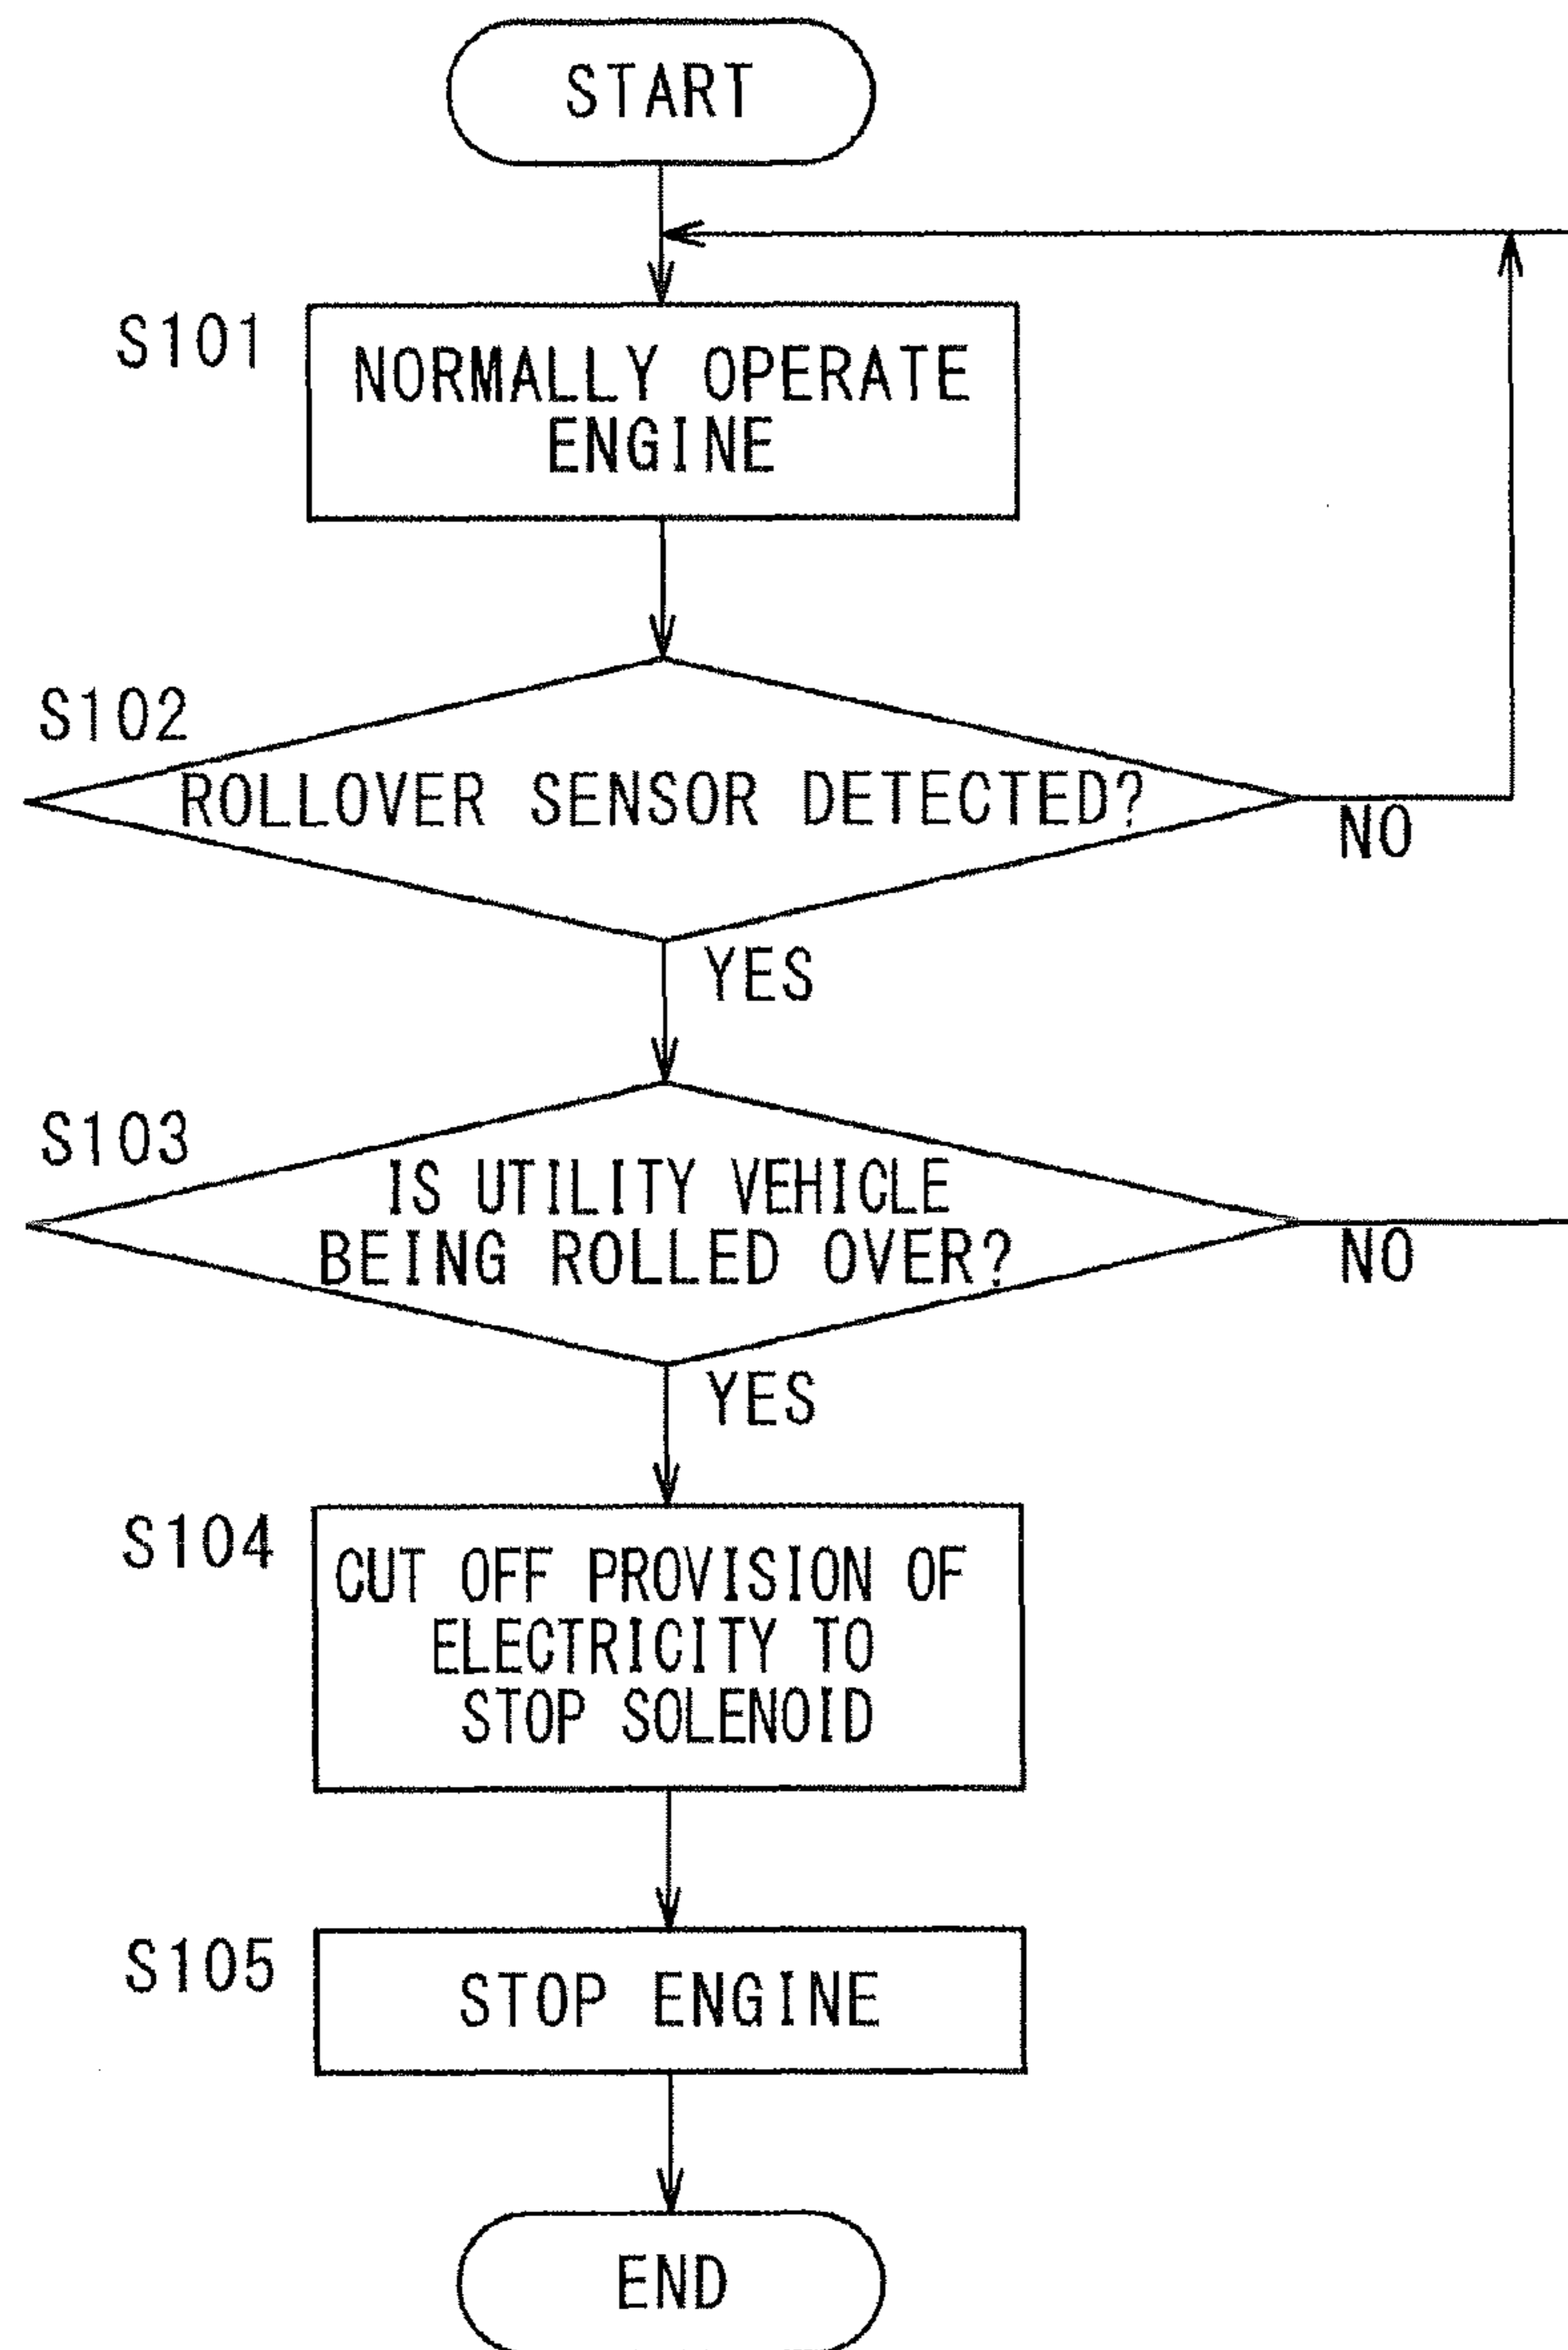 START
S101
NORMALLY OPERATE
ENGINE
S102
ROLLOVER SENSOR DETECTED?
NO
YES
S103
IS UTILITY VEHICLE
BEING ROLLED OVER?
NO
YES
S104
CUT OFF PROVISION OF
ELECTRICITY TO
STOP SOLENOID
S105
STOP ENGINE
END